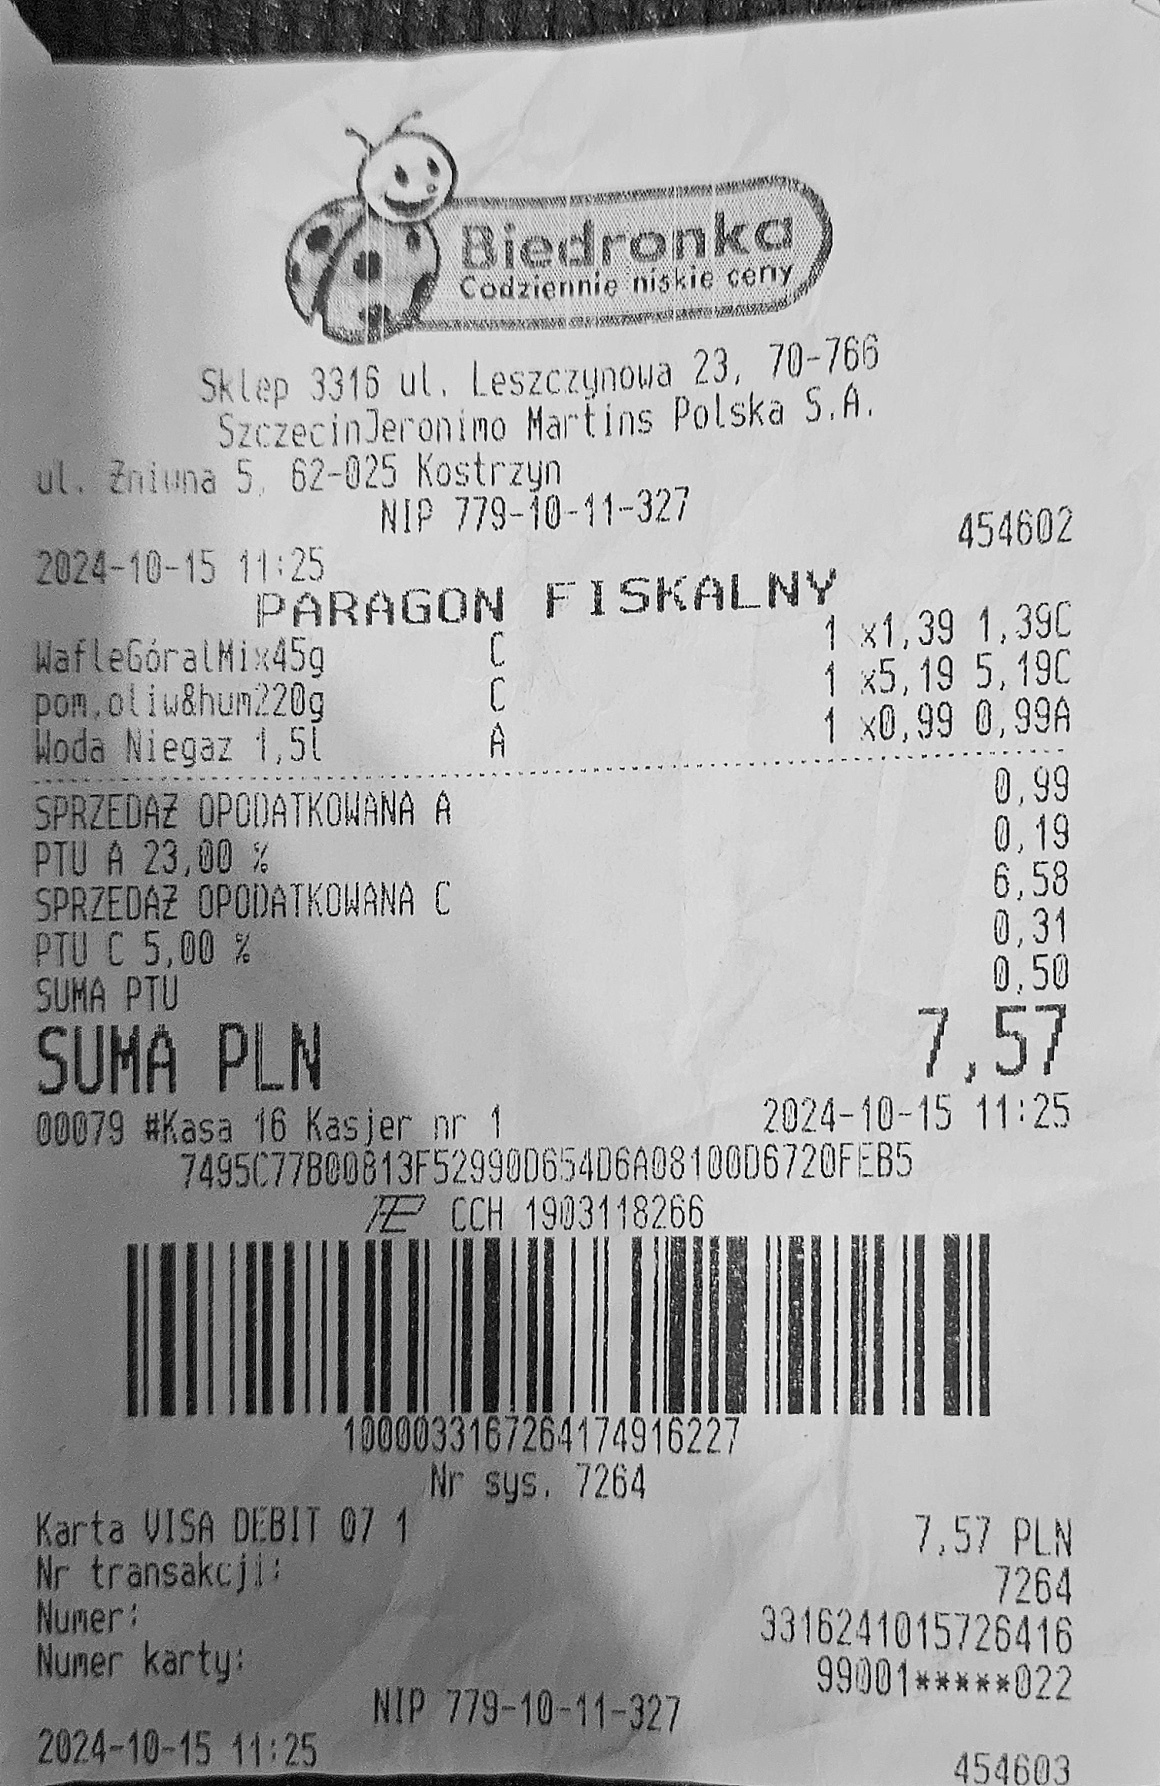 Biedronka
Codziennie niskie ceny
Sklep 3316 ul. Leszczynowa 23, 70-766
SzczecinJeronimo Martins Polska S.A.
ul. Żniwna 5, 62-025 Kostrzyn
NIP 779-10-11-327
2024-10-15 11:25 454602
PARAGON FISKALNY
WafleGóralMix45g C 1 x1,39 1,39C
pom.oliw&hum220g C 1 x5,19 5,19C
Woda Niegaz 1,5l A 1 x0,99 0,99A
SPRZEDAŻ OPODATKOWANA A 0,99
PTU A 23,00 % 0,19
SPRZEDAŻ OPODATKOWANA C 6,58
PTU C 5,00 % 0,31
SUMA PTU 0,50
SUMA PLN 7,57
00079 #Kasa 16 Kasjer nr 1 2024-10-15 11:25
7495C77B00813F52990D654D6A08100D6720FEB5
CCH 1903118266
1000033167264174916227
Nr sys. 7264
Karta VISA DEBIT 07 1 7,57 PLN
Nr transakcji: 7264
Numer: 3316241015726416
Numer karty: 99001*****022
NIP 779-10-11-327
2024-10-15 11:25 454603